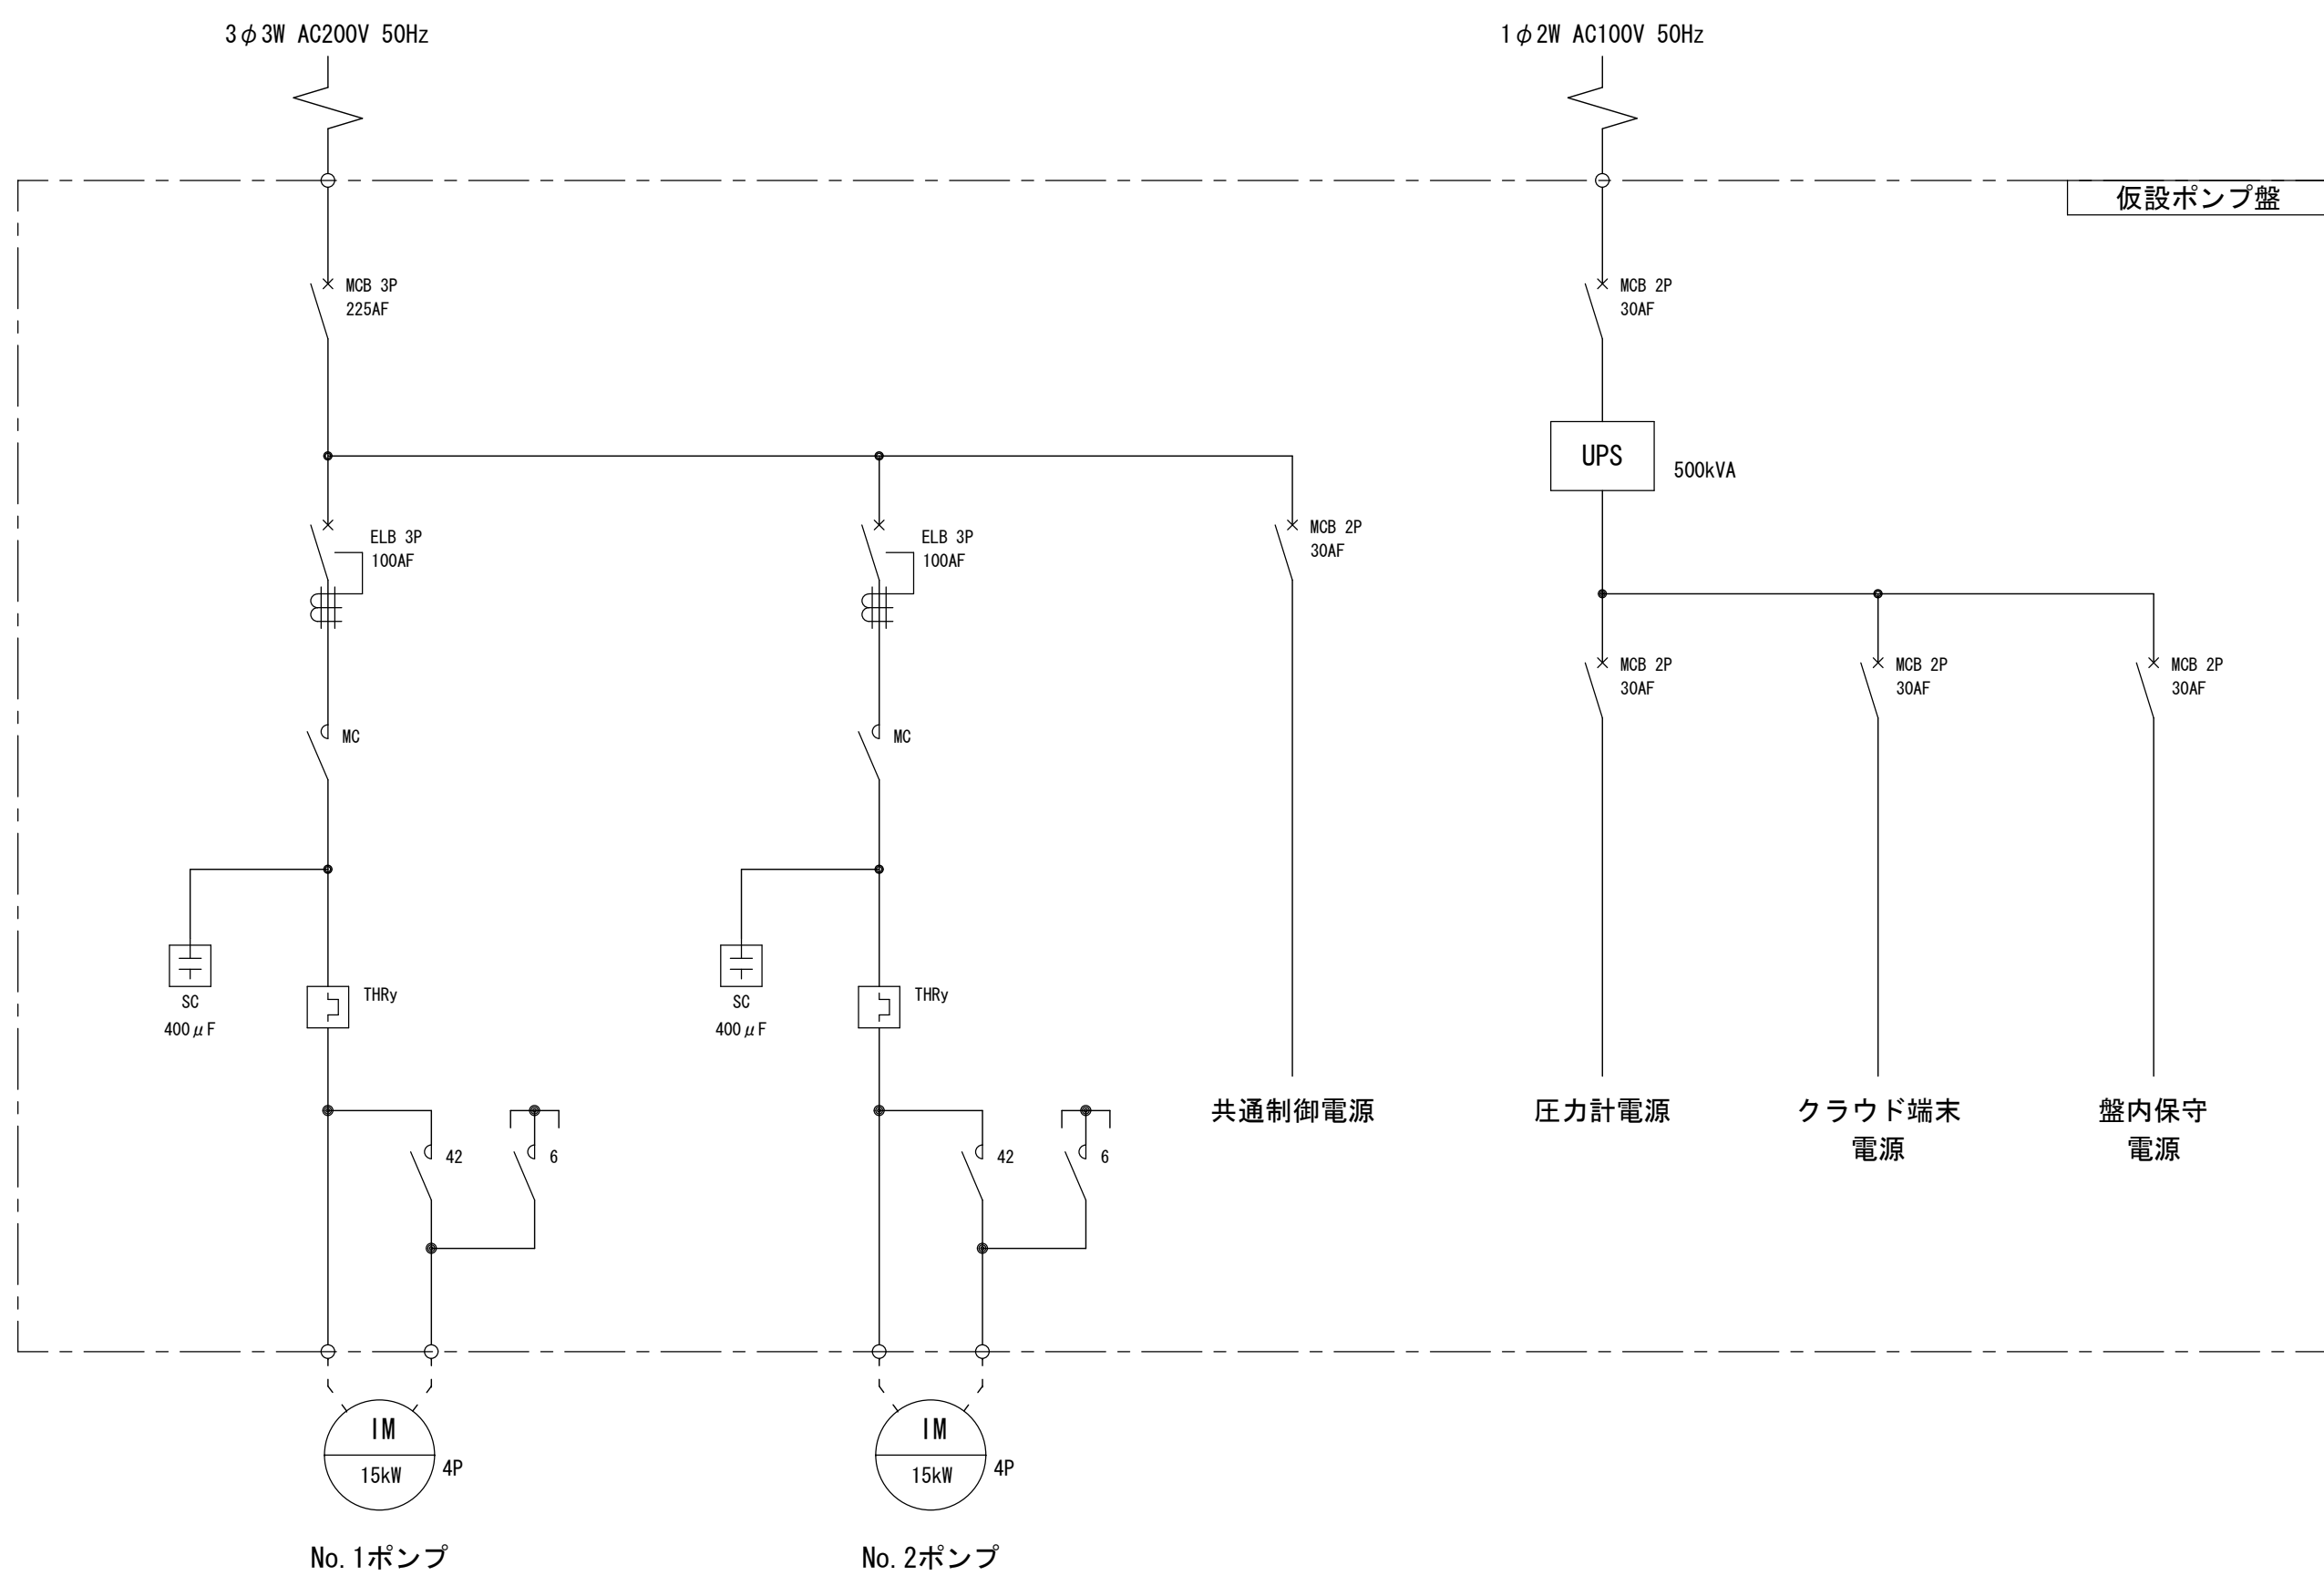 3φ3W AC200V 50Hz
1φ2W AC100V 50Hz
仮設ポンプ盤
MCB 3P
225AF
MCB 2P
30AF
UPS
500kVA
ELB 3P
100AF
ELB 3P
100AF
MCB 2P
30AF
MCB 2P
30AF
MCB 2P
30AF
MCB 2P
30AF
MC
MC
SC
400μF
THRy
SC
400μF
THRy
42
6
42
6
共通制御電源
圧力計電源
クラウド端末
電源
盤内保守
電源
IM
15kW
4P
IM
15kW
4P
No.1ポンプ
No.2ポンプ